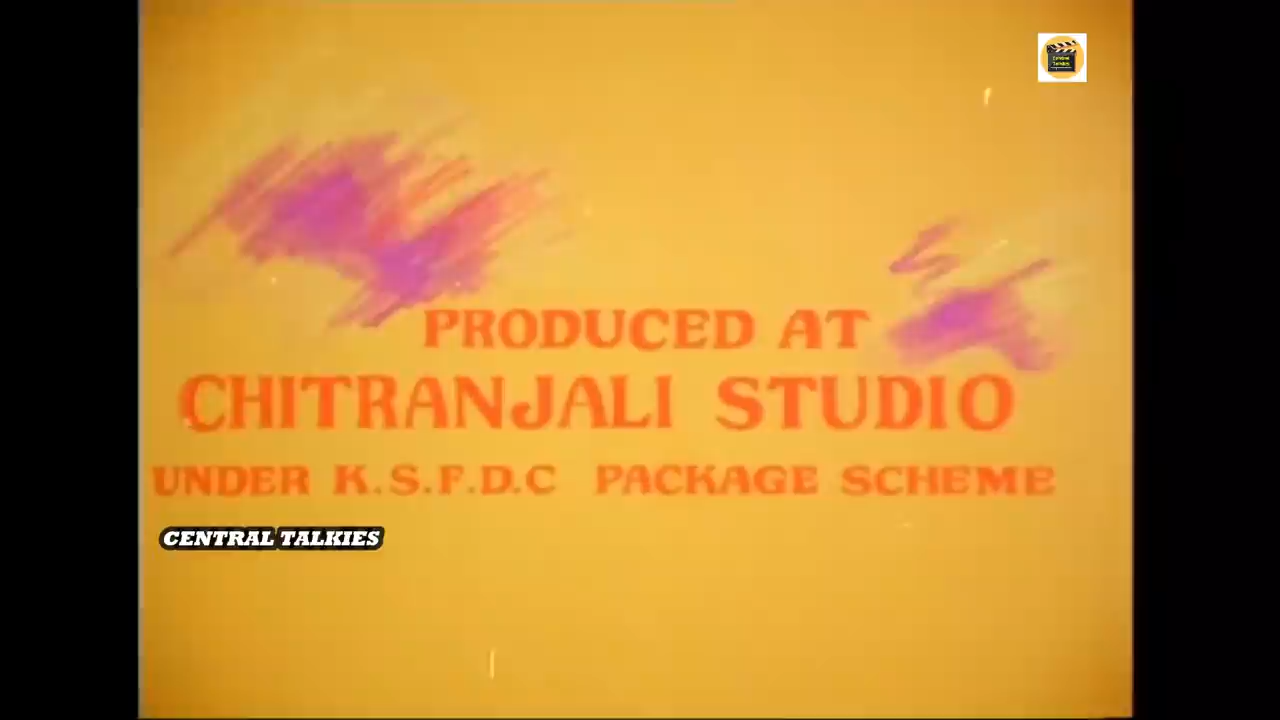 PRODUCED AT
CHITRANJALI STUDIO
UNDER K.S.F.D.C PACKAGE SCHEME
CENTRAL TALKIES